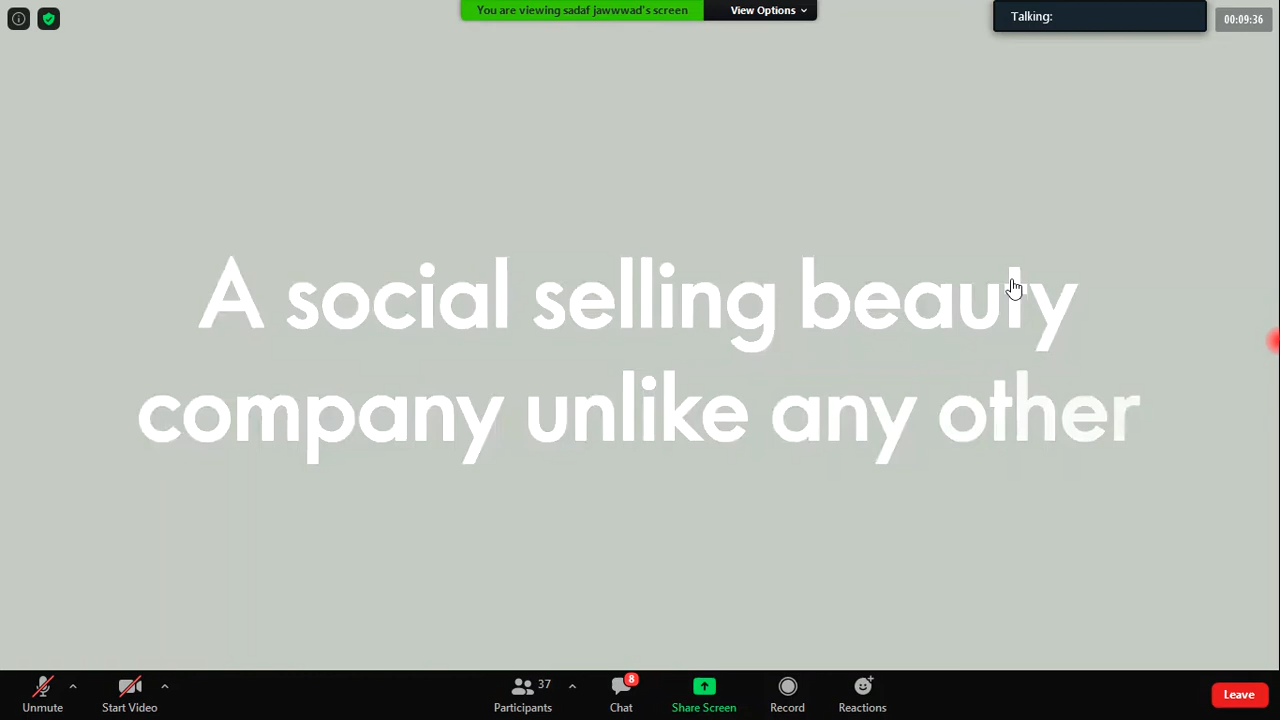 You are viewing sadaf jawwwad's screen
View Options
Talking:
00:09:36
A social selling beauty
company unlike any other
Unmute
Start Video
37
Participants
8
Chat
Share Screen
Record
Reactions
Leave